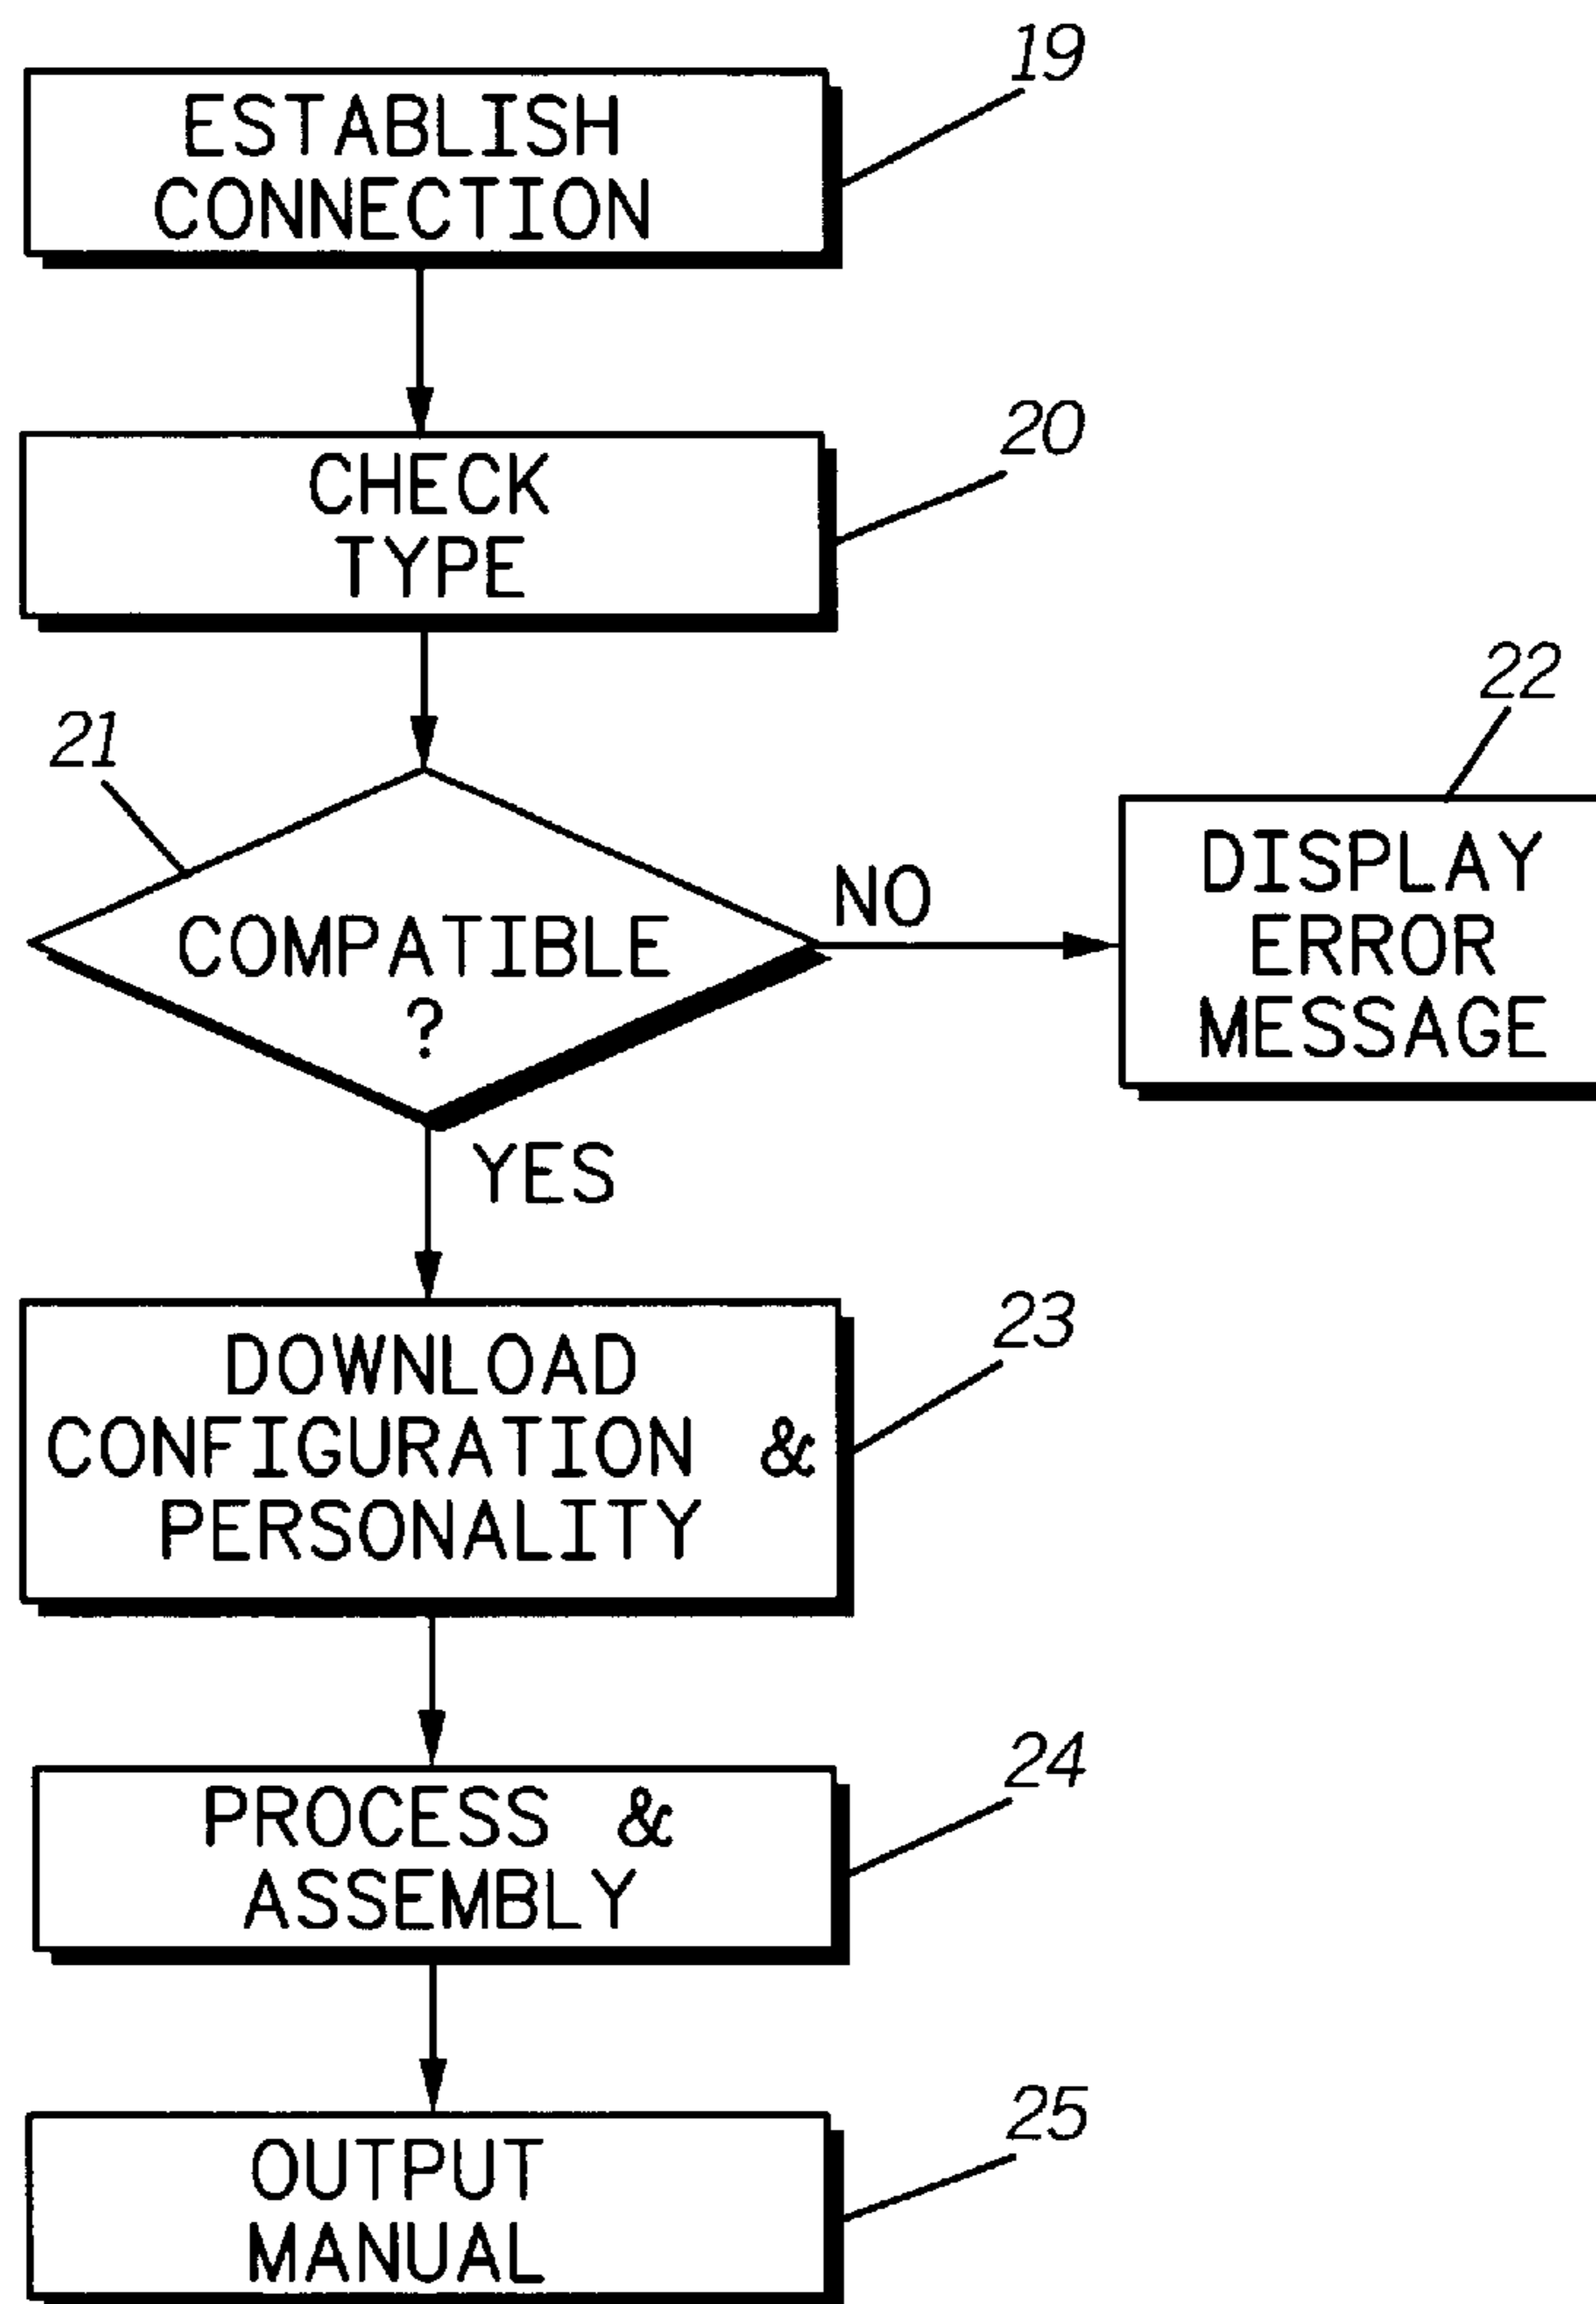 19
ESTABLISH
CONNECTION
20
CHECK
TYPE
21
COMPATIBLE
?
NO
22
DISPLAY
ERROR
MESSAGE
YES
23
DOWNLOAD
CONFIGURATION &
PERSONALITY
24
PROCESS &
ASSEMBLY
25
OUTPUT
MANUAL